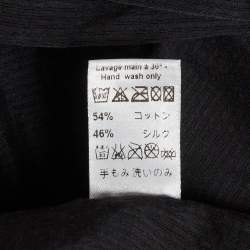 Lavage main à 30° -
Hand wash only
54% コットン
46% シルク
手もみ洗いのみ